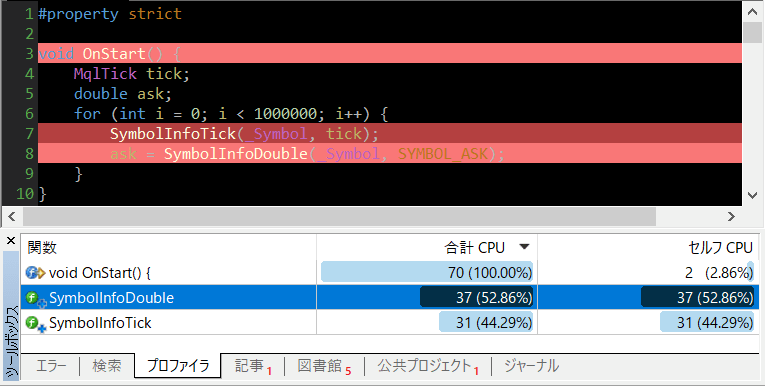 1 #property strict
2
3 void OnStart() {
4 MqlTick tick;
5 double ask;
6 for (int i = 0; i < 1000000; i++) {
7 SymbolInfoTick(_Symbol, tick);
8 ask = SymbolInfoDouble(_Symbol, SYMBOL_ASK);
9 }
10 }
関数 合計 CPU セルフ CPU
void OnStart() { 70 (100.00%) 2 (2.86%)
SymbolInfoDouble 37 (52.86%) 37 (52.86%)
SymbolInfoTick 31 (44.29%) 31 (44.29%)
エラー 検索 プロファイラ 記事 1 図書館 5 公共プロジェクト 1 ジャーナル
ツールボックス